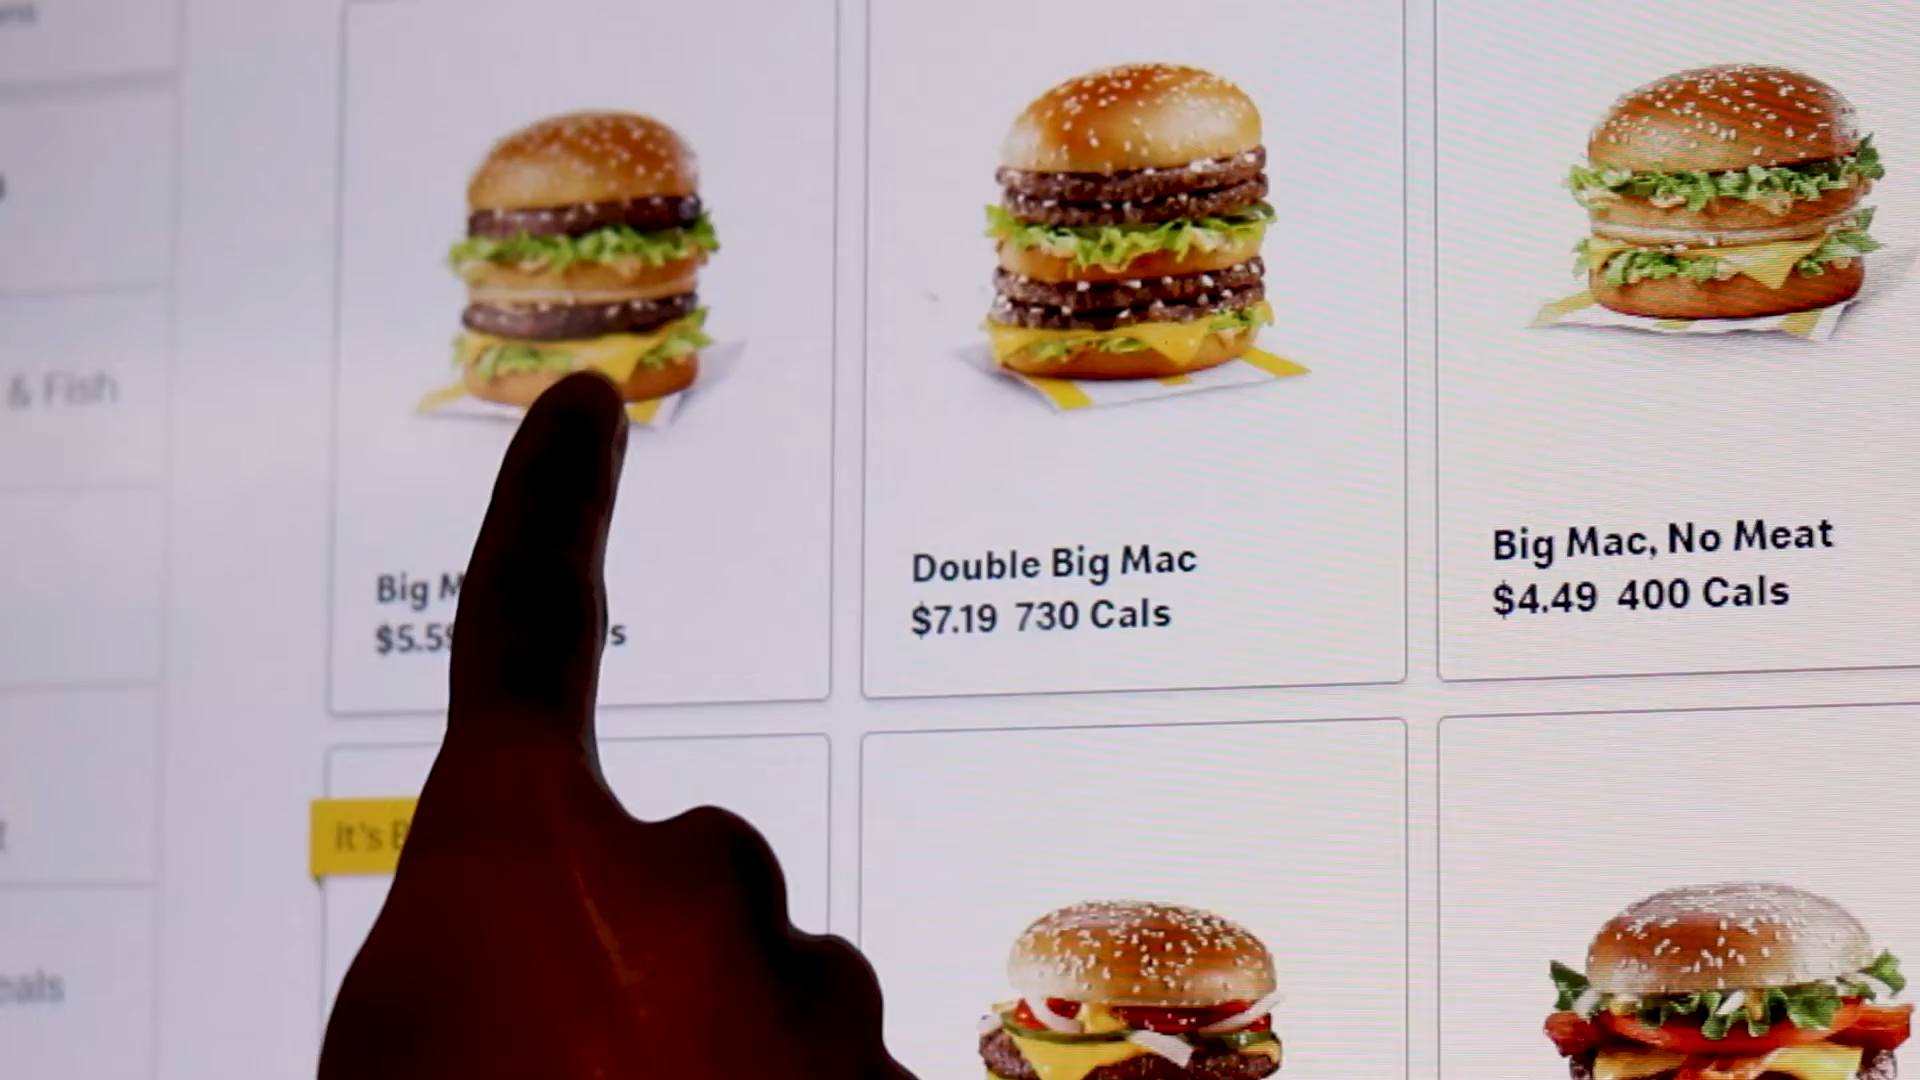 & Fish
Big M
$5.59
s
Double Big Mac
$7.19 730 Cals
Big Mac, No Meat
$4.49 400 Cals
It's B
eals